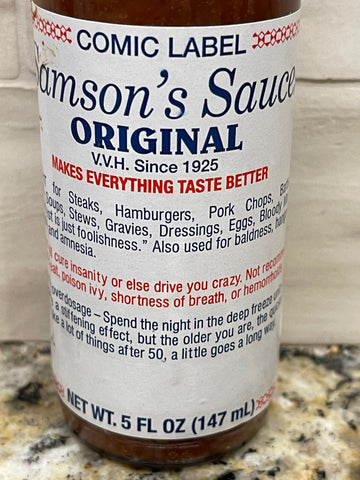 COMIC LABEL
amson's Sauce
ORIGINAL
V.V.H. Since 1925
MAKES EVERYTHING TASTE BETTER
for Steaks, Hamburgers, Pork Chops,
Soups, Stews, Gravies, Dressings, Eggs, Bloody
is just foolishness." Also used for baldness,
and amnesia.
cure insanity or else drive you crazy. Not recomm
poison ivy, shortness of breath, or hemorrho
overdosage – Spend the night in the deep freeze
a stiffening effect, but the older you are, the
a lot of things after 50, a little goes a long way.
NET WT. 5 FL OZ (147 mL)